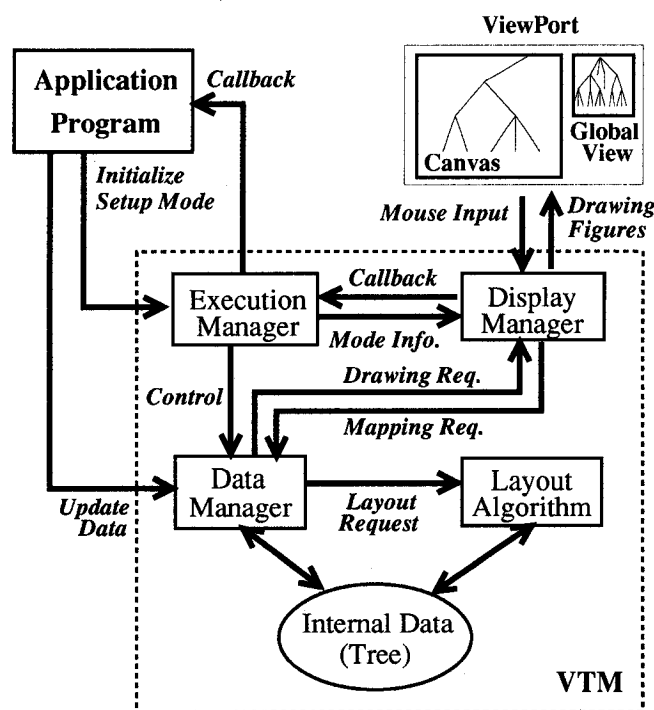 ViewPort
Application
Program
Callback
Canvas
Global
View
Initialize
Setup Mode
Mouse Input
Drawing
Figures
Execution
Manager
Callback
Mode Info.
Display
Manager
Control
Drawing Req.
Mapping Req.
Update
Data
Data
Manager
Layout
Request
Layout
Algorithm
Internal Data
(Tree)
VTM